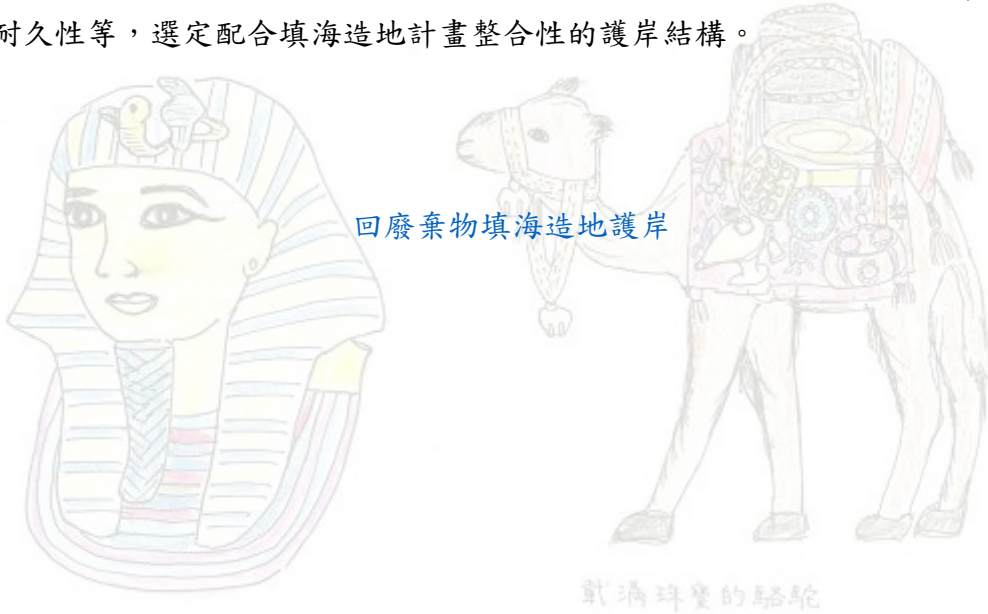 耐久性等，選定配合填海造地計畫整合性的護岸結構。
回廢棄物填海造地護岸
載滿珠寶的駱駝